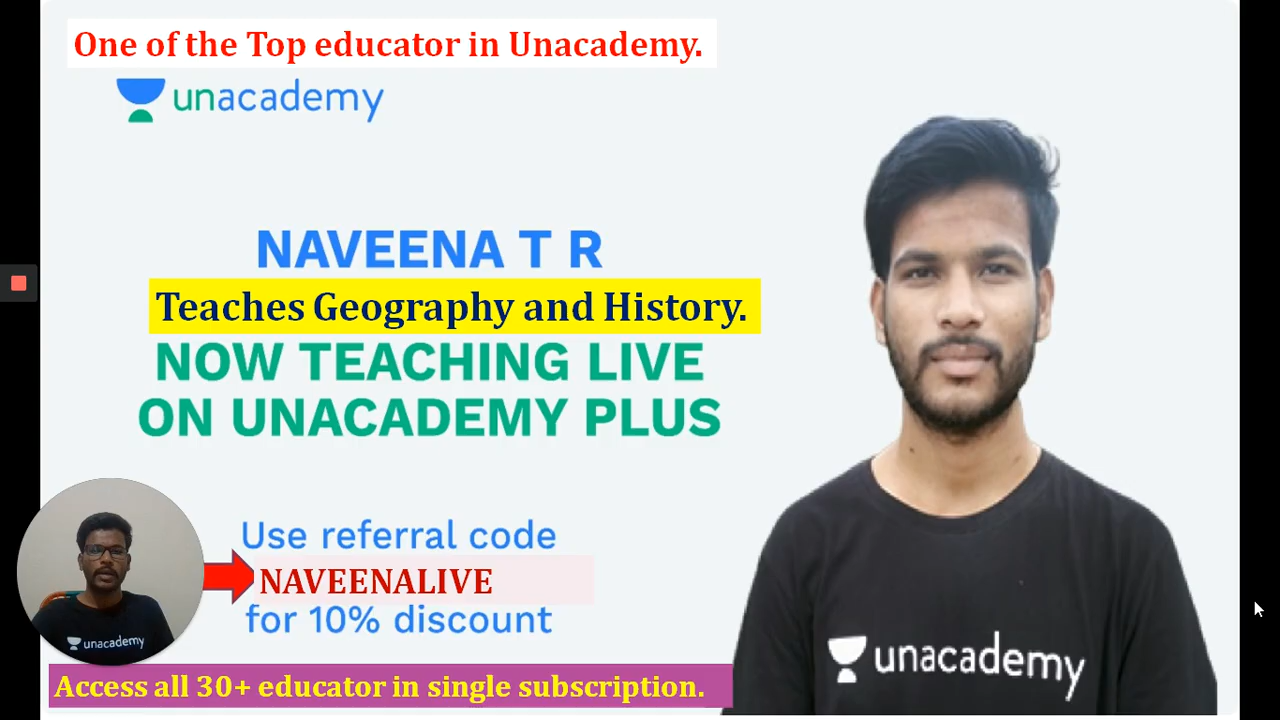 One of the Top educator in Unacademy.
unacademy
NAVEENA T R
Teaches Geography and History.
NOW TEACHING LIVE
ON UNACADEMY PLUS
Use referral code
NAVEENALIVE
for 10% discount
unacademy
unacademy
Access all 30+ educator in single subscription.